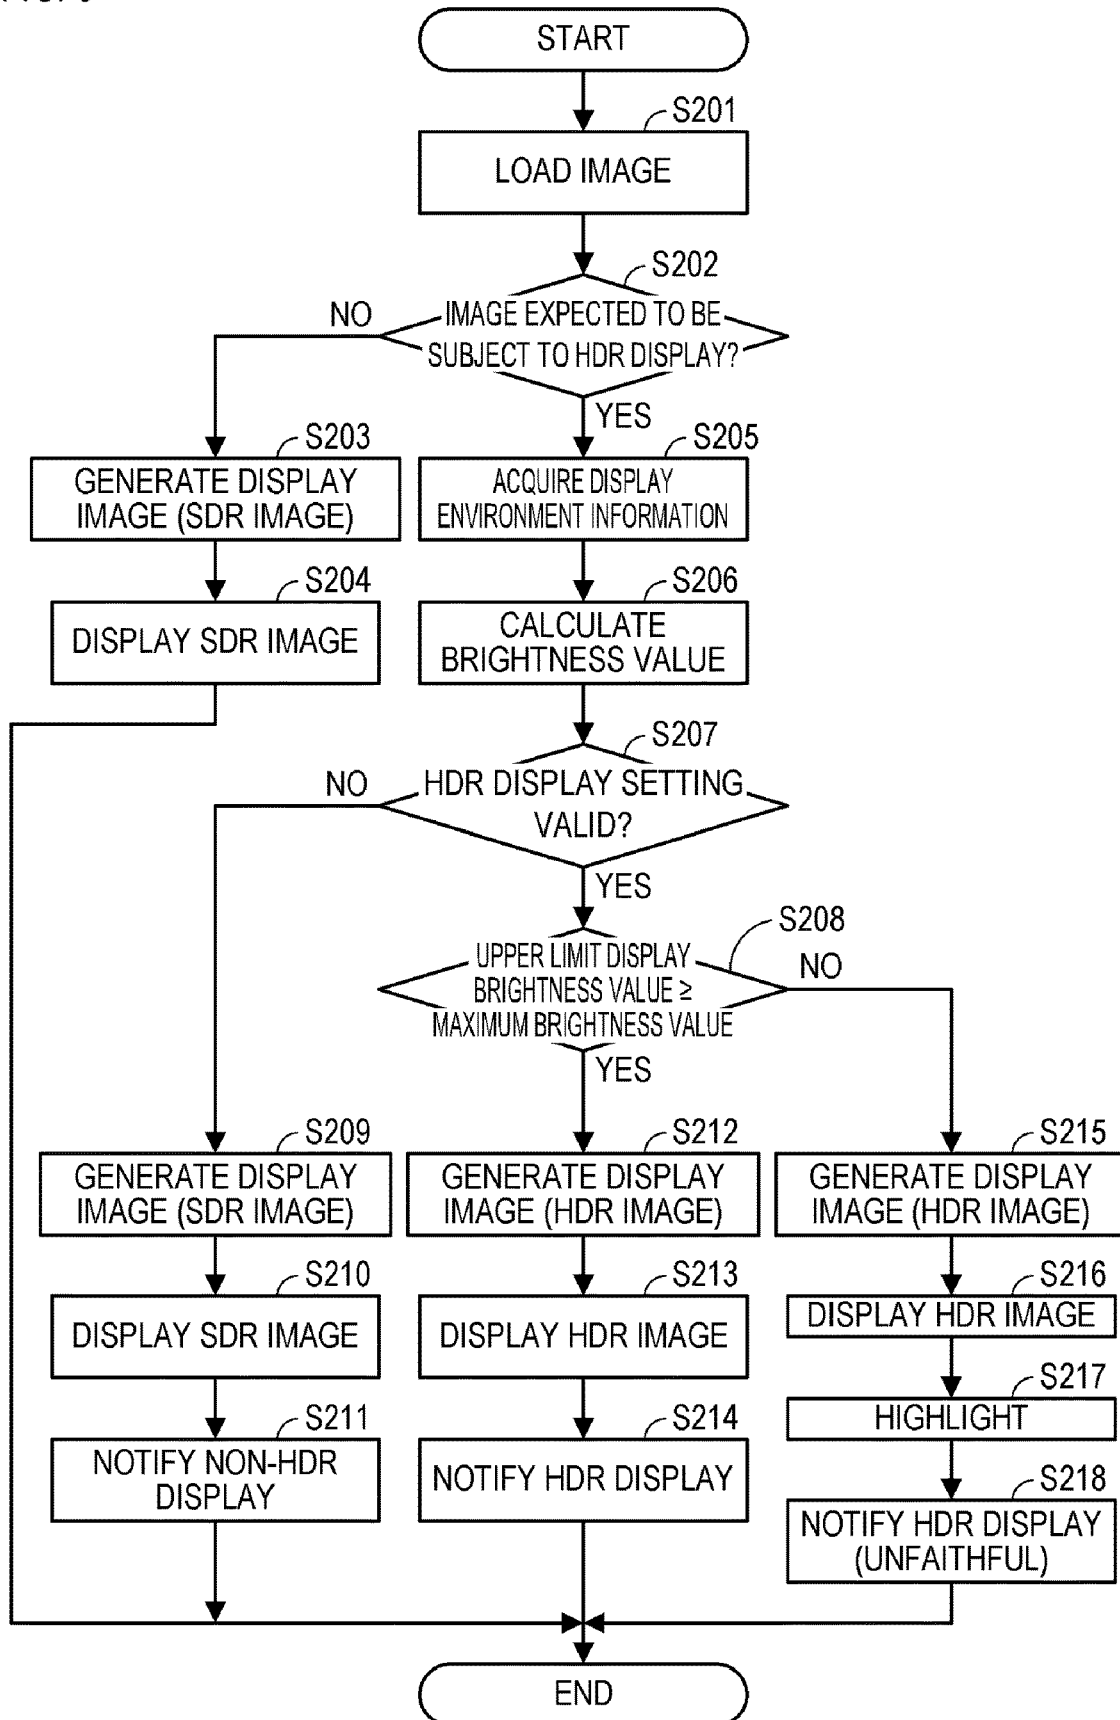 START
S201
LOAD IMAGE
S202
IMAGE EXPECTED TO BE
SUBJECT TO HDR DISPLAY?
NO
YES
S203
GENERATE DISPLAY
IMAGE (SDR IMAGE)
S204
DISPLAY SDR IMAGE
S205
ACQUIRE DISPLAY
ENVIRONMENT INFORMATION
S206
CALCULATE
BRIGHTNESS VALUE
S207
HDR DISPLAY SETTING
VALID?
NO
YES
S208
UPPER LIMIT DISPLAY
BRIGHTNESS VALUE ≥
MAXIMUM BRIGHTNESS VALUE
NO
YES
S209
GENERATE DISPLAY
IMAGE (SDR IMAGE)
S210
DISPLAY SDR IMAGE
S211
NOTIFY NON-HDR
DISPLAY
S212
GENERATE DISPLAY
IMAGE (HDR IMAGE)
S213
DISPLAY HDR IMAGE
S214
NOTIFY HDR DISPLAY
S215
GENERATE DISPLAY
IMAGE (HDR IMAGE)
S216
DISPLAY HDR IMAGE
S217
HIGHLIGHT
S218
NOTIFY HDR DISPLAY
(UNFAITHFUL)
END